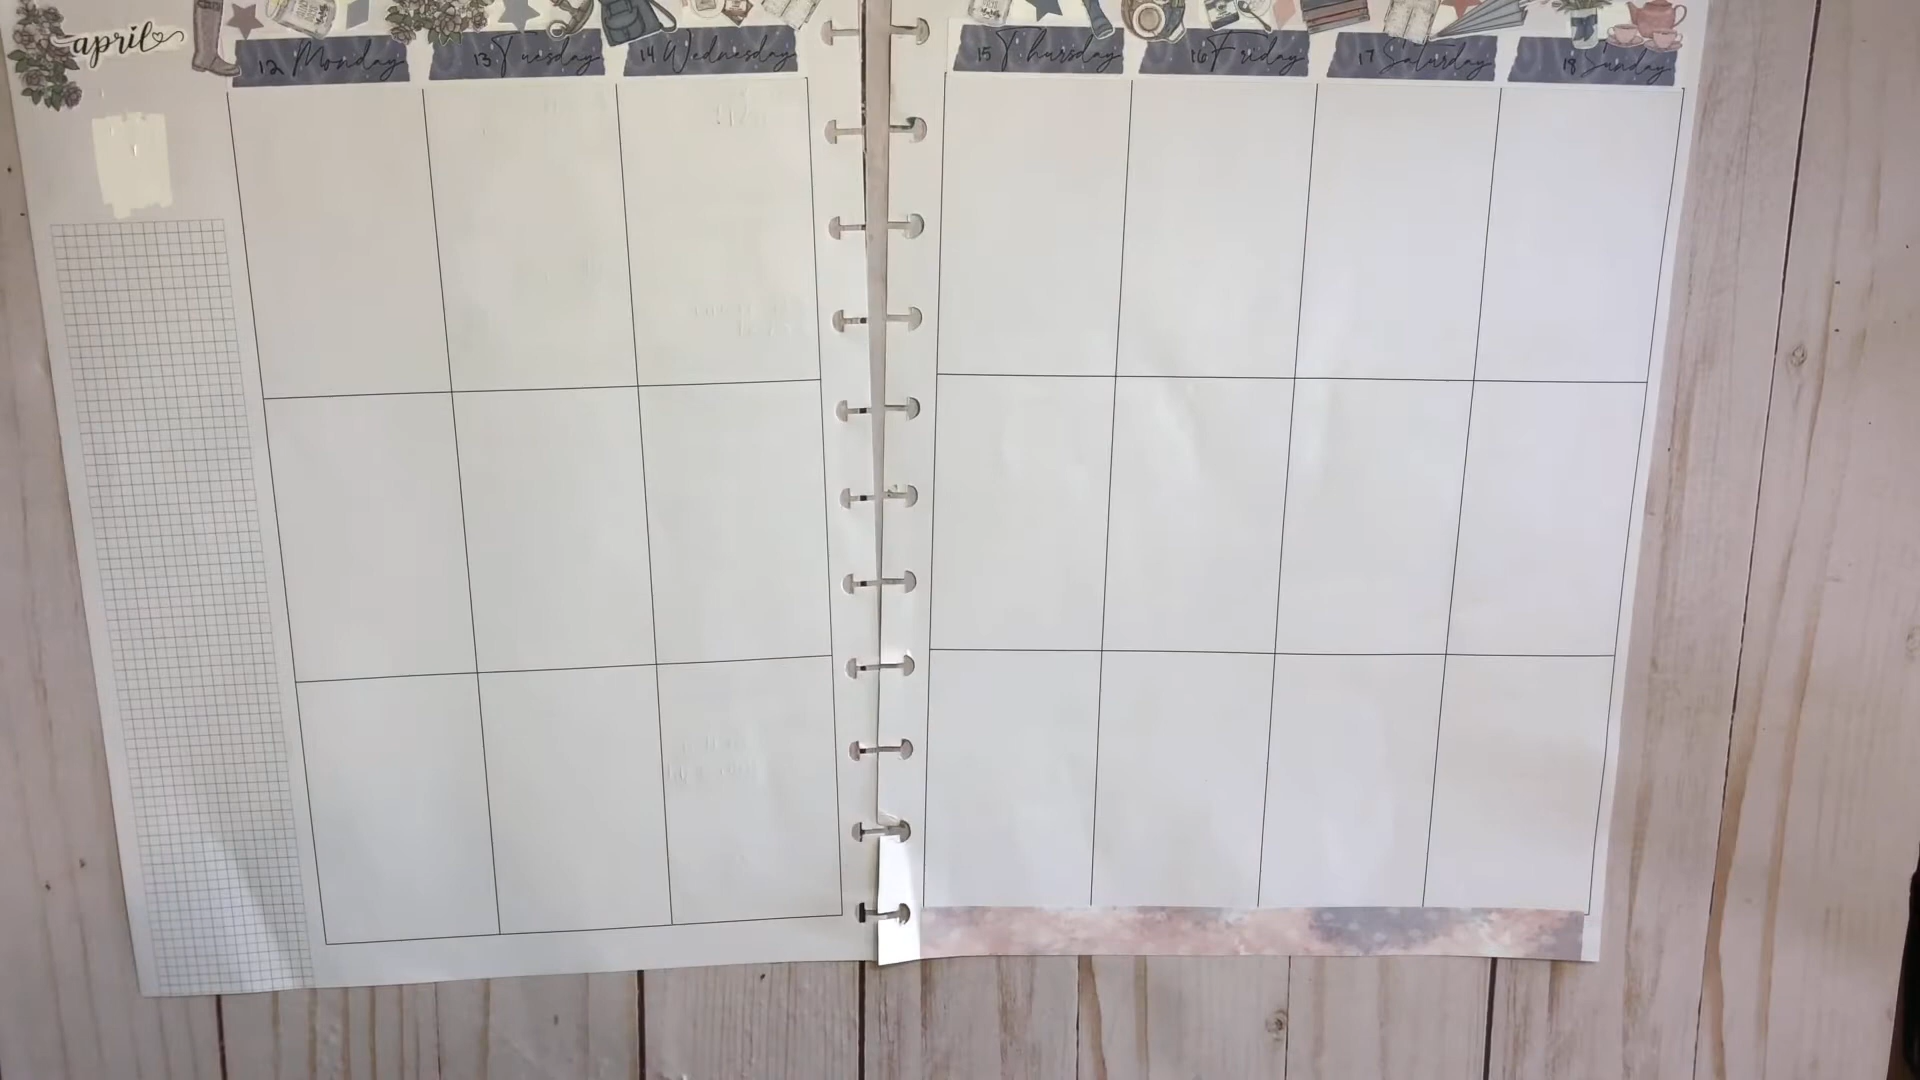 april
12 Monday
13 Tuesday
14 Wednesday
15 Thursday
16 Friday
17 Saturday
18 Sunday